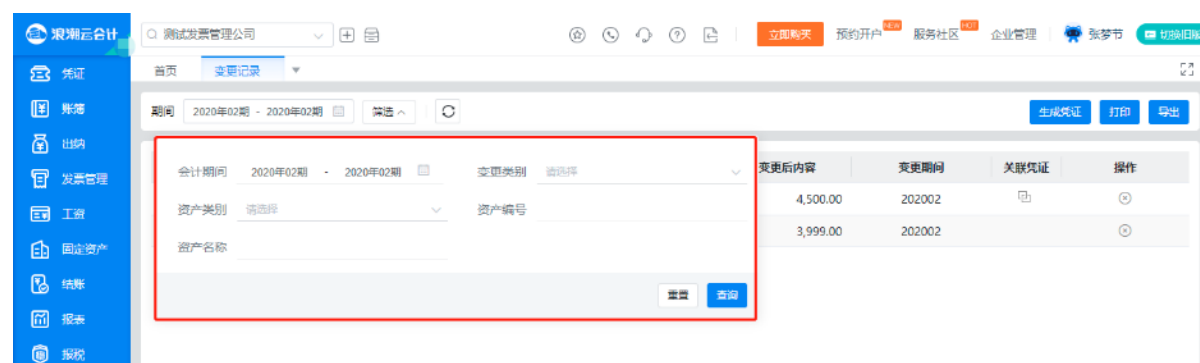 浪潮云会计
测试发票管理公司
立即购买
预约开户
NEW
服务社区
HOT
企业管理
张梦节
切换旧版
凭证
账簿
出纳
发票管理
工资
固定资产
结账
报表
报税
首页
变更记录
期间 2020年02期 - 2020年02期
筛选
生成凭证
打印
导出
会计期间 2020年02期 - 2020年02期 变更类别 请选择
资产类别 请选择 资产编号
资产名称
重置 查询
变更后内容 变更期间 关联凭证 操作
4,500.00 202002
3,999.00 202002